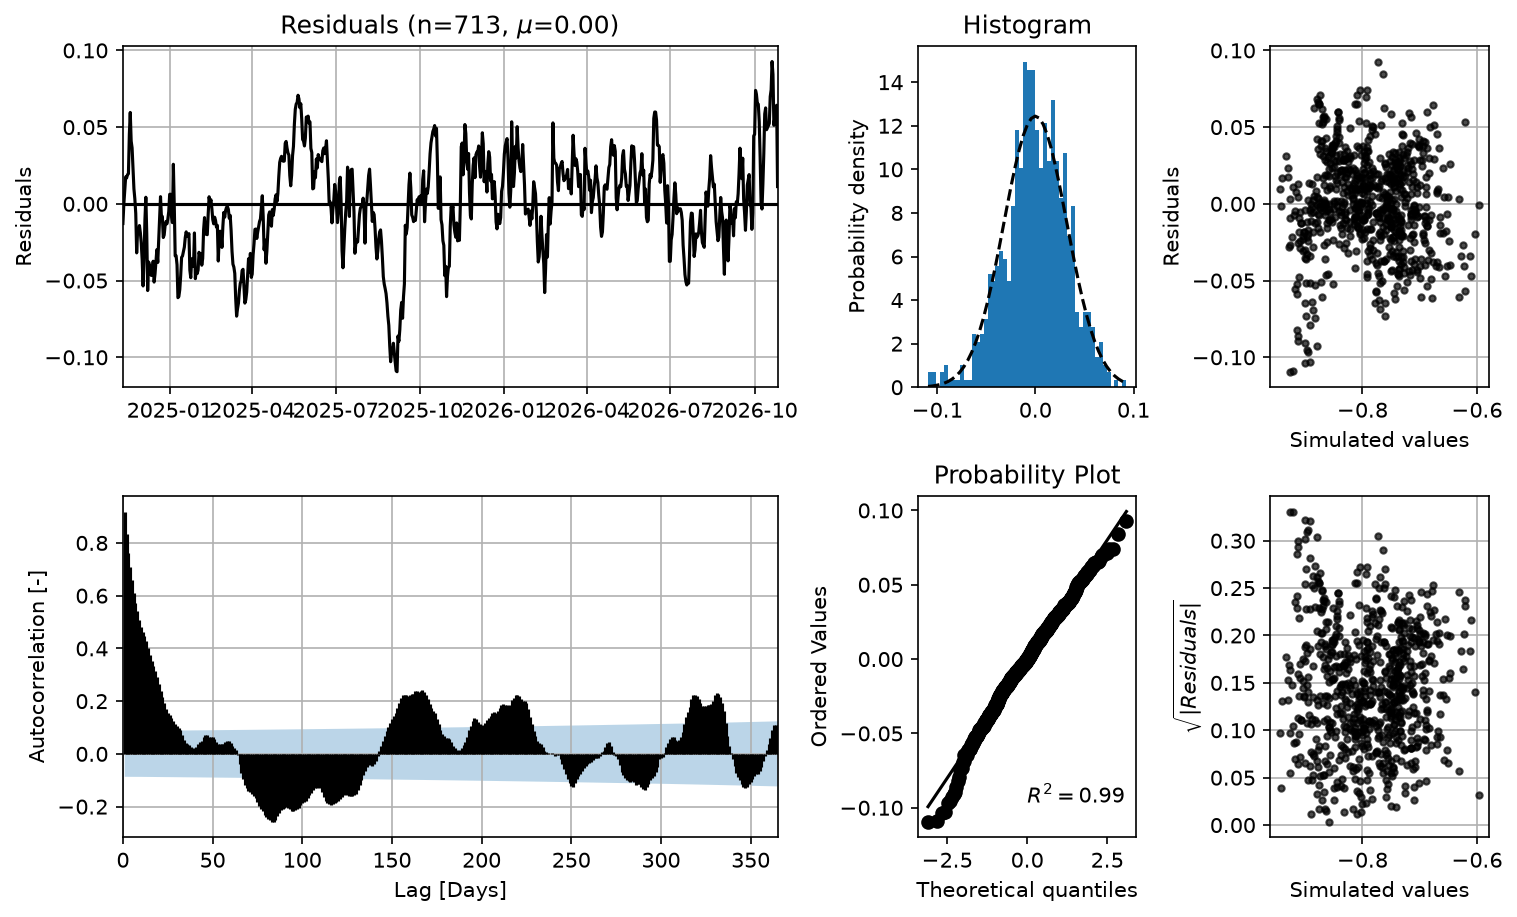 Residuals (n=713, μ=0.00)
Residuals
0.10
0.05
0.00
−0.05
−0.10
2025-01 2025-04 2025-07 2025-10 2026-01 2026-04 2026-07 2026-10
Histogram
Probability density
14
12
10
8
6
4
2
0
−0.1 0.0 0.1
Residuals
0.10
0.05
0.00
−0.05
−0.10
−0.8 −0.6
Simulated values
Autocorrelation [-]
0.8
0.6
0.4
0.2
0.0
−0.2
0 50 100 150 200 250 300 350
Lag [Days]
Probability Plot
Ordered Values
0.10
0.05
0.00
−0.05
−0.10
R² = 0.99
−2.5 0.0 2.5
Theoretical quantiles
√|Residuals|
0.30
0.25
0.20
0.15
0.10
0.05
0.00
−0.8 −0.6
Simulated values